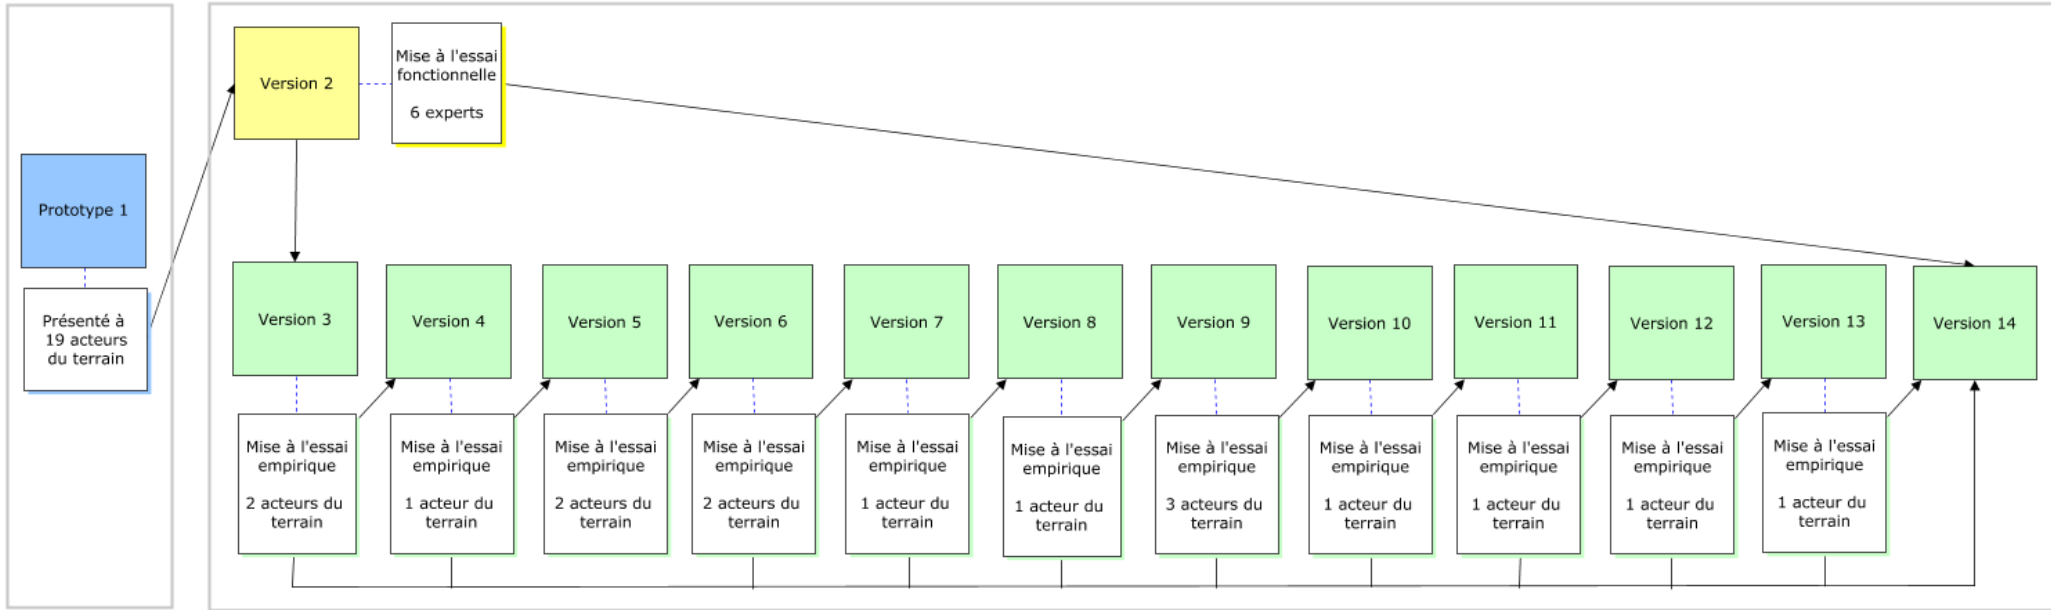 Version 2
Mise à l'essai
fonctionnelle
6 experts
Prototype 1
Présenté à
19 acteurs
du terrain
Version 3
Version 4
Version 5
Version 6
Version 7
Version 8
Version 9
Version 10
Version 11
Version 12
Version 13
Version 14
Mise à l'essai
empirique
2 acteurs du
terrain
Mise à l'essai
empirique
1 acteur du
terrain
Mise à l'essai
empirique
2 acteurs du
terrain
Mise à l'essai
empirique
2 acteurs du
terrain
Mise à l'essai
empirique
1 acteur du
terrain
Mise à l'essai
empirique
1 acteur du
terrain
Mise à l'essai
empirique
3 acteurs du
terrain
Mise à l'essai
empirique
1 acteur du
terrain
Mise à l'essai
empirique
1 acteur du
terrain
Mise à l'essai
empirique
1 acteur du
terrain
Mise à l'essai
empirique
1 acteur du
terrain